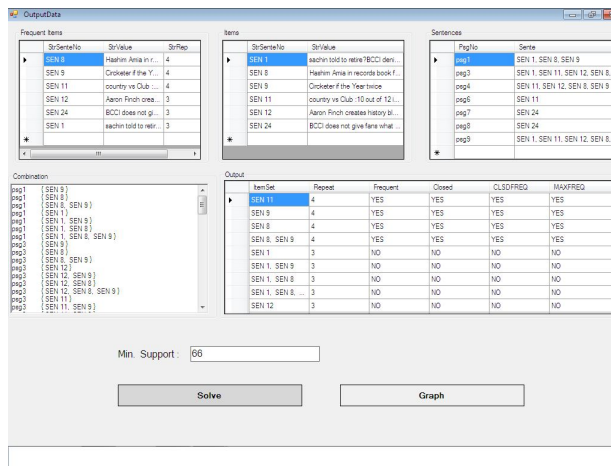 OutputData
Frequent Items
StrSenteNo StrValue StrRep
SEN 8 Hashim Amia in r... 4
SEN 9 Circketer if the Y... 4
SEN 11 country vs Club :... 4
SEN 12 Aaron Finch crea... 3
SEN 24 BCCI does not gi... 3
SEN 1 sachin told to retir... 3
Items
StrSenteNo StrValue
SEN 1 sachin told to retire?BCCI deni...
SEN 8 Hashim Amia in records book f...
SEN 9 Circketer if the Year twice
SEN 11 country vs Club :10 out of 12 i...
SEN 12 Aaron Finch creates history bl...
SEN 24 BCCI does not give fans what ...
Sentences
PsgNo Sente
psg1 SEN 1, SEN 8, SEN 9
psg3 SEN 1, SEN 11, SEN 12, SEN 8,
psg4 SEN 11, SEN 12, SEN 8, SEN 9
psg6 SEN 11
psg7 SEN 24
psg8 SEN 24
psg9 SEN 1, SEN 11, SEN 12, SEN 8,
Combination
psg1 { SEN 9 }
psg1 { SEN 8 }
psg1 { SEN 8, SEN 9 }
psg1 { SEN 1 }
psg1 { SEN 1, SEN 9 }
psg1 { SEN 1, SEN 8 }
psg1 { SEN 1, SEN 8, SEN 9 }
psg3 { SEN 9 }
psg3 { SEN 8 }
psg3 { SEN 8, SEN 9 }
psg3 { SEN 12 }
psg3 { SEN 12, SEN 9 }
psg3 { SEN 12, SEN 8 }
psg3 { SEN 12, SEN 8, SEN 9 }
psg3 { SEN 11 }
psg3 { SEN 11, SEN 9 }
Output
ItemSet Repeat Frequent Closed CLSDFREQ MAXFREQ
SEN 11 4 YES YES YES YES
SEN 9 4 YES YES YES YES
SEN 8 4 YES YES YES YES
SEN 8, SEN 9 4 YES YES YES YES
SEN 1 3 NO NO NO NO
SEN 1, SEN 9 3 NO NO NO NO
SEN 1, SEN 8 3 NO NO NO NO
SEN 1, SEN 8, ... 3 NO NO NO NO
SEN 12 3 NO NO NO NO
Min. Support : 66
Solve
Graph